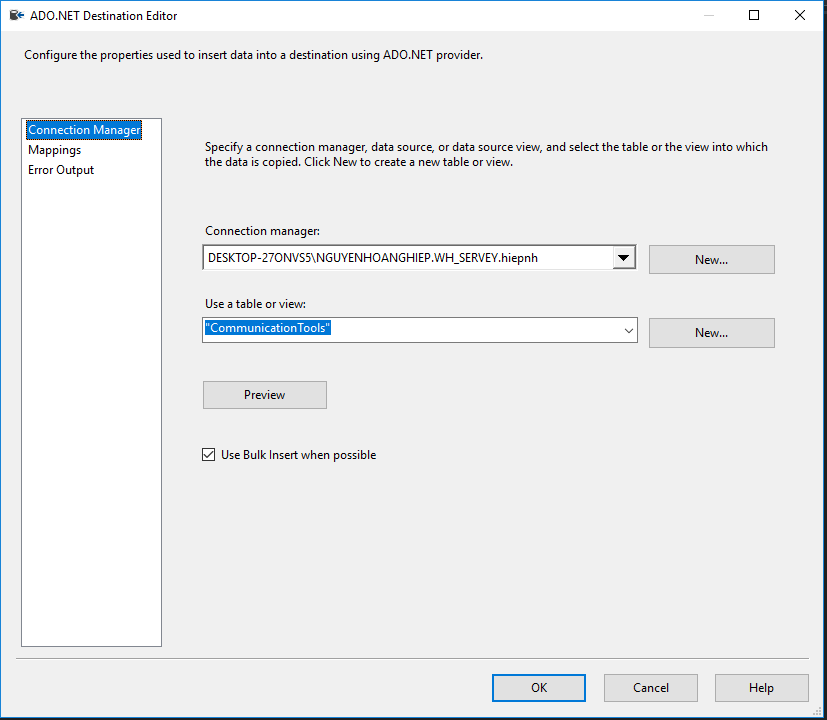 ADO.NET Destination Editor
Configure the properties used to insert data into a destination using ADO.NET provider.
Connection Manager
Mappings
Error Output
Specify a connection manager, data source, or data source view, and select the table or the view into which
the data is copied. Click New to create a new table or view.
Connection manager:
DESKTOP-27ONVS5\NGUYENHOANGHIEP.WH_SERVEY.hiepnh
New...
Use a table or view:
"CommunicationTools"
New...
Preview
Use Bulk Insert when possible
OK
Cancel
Help